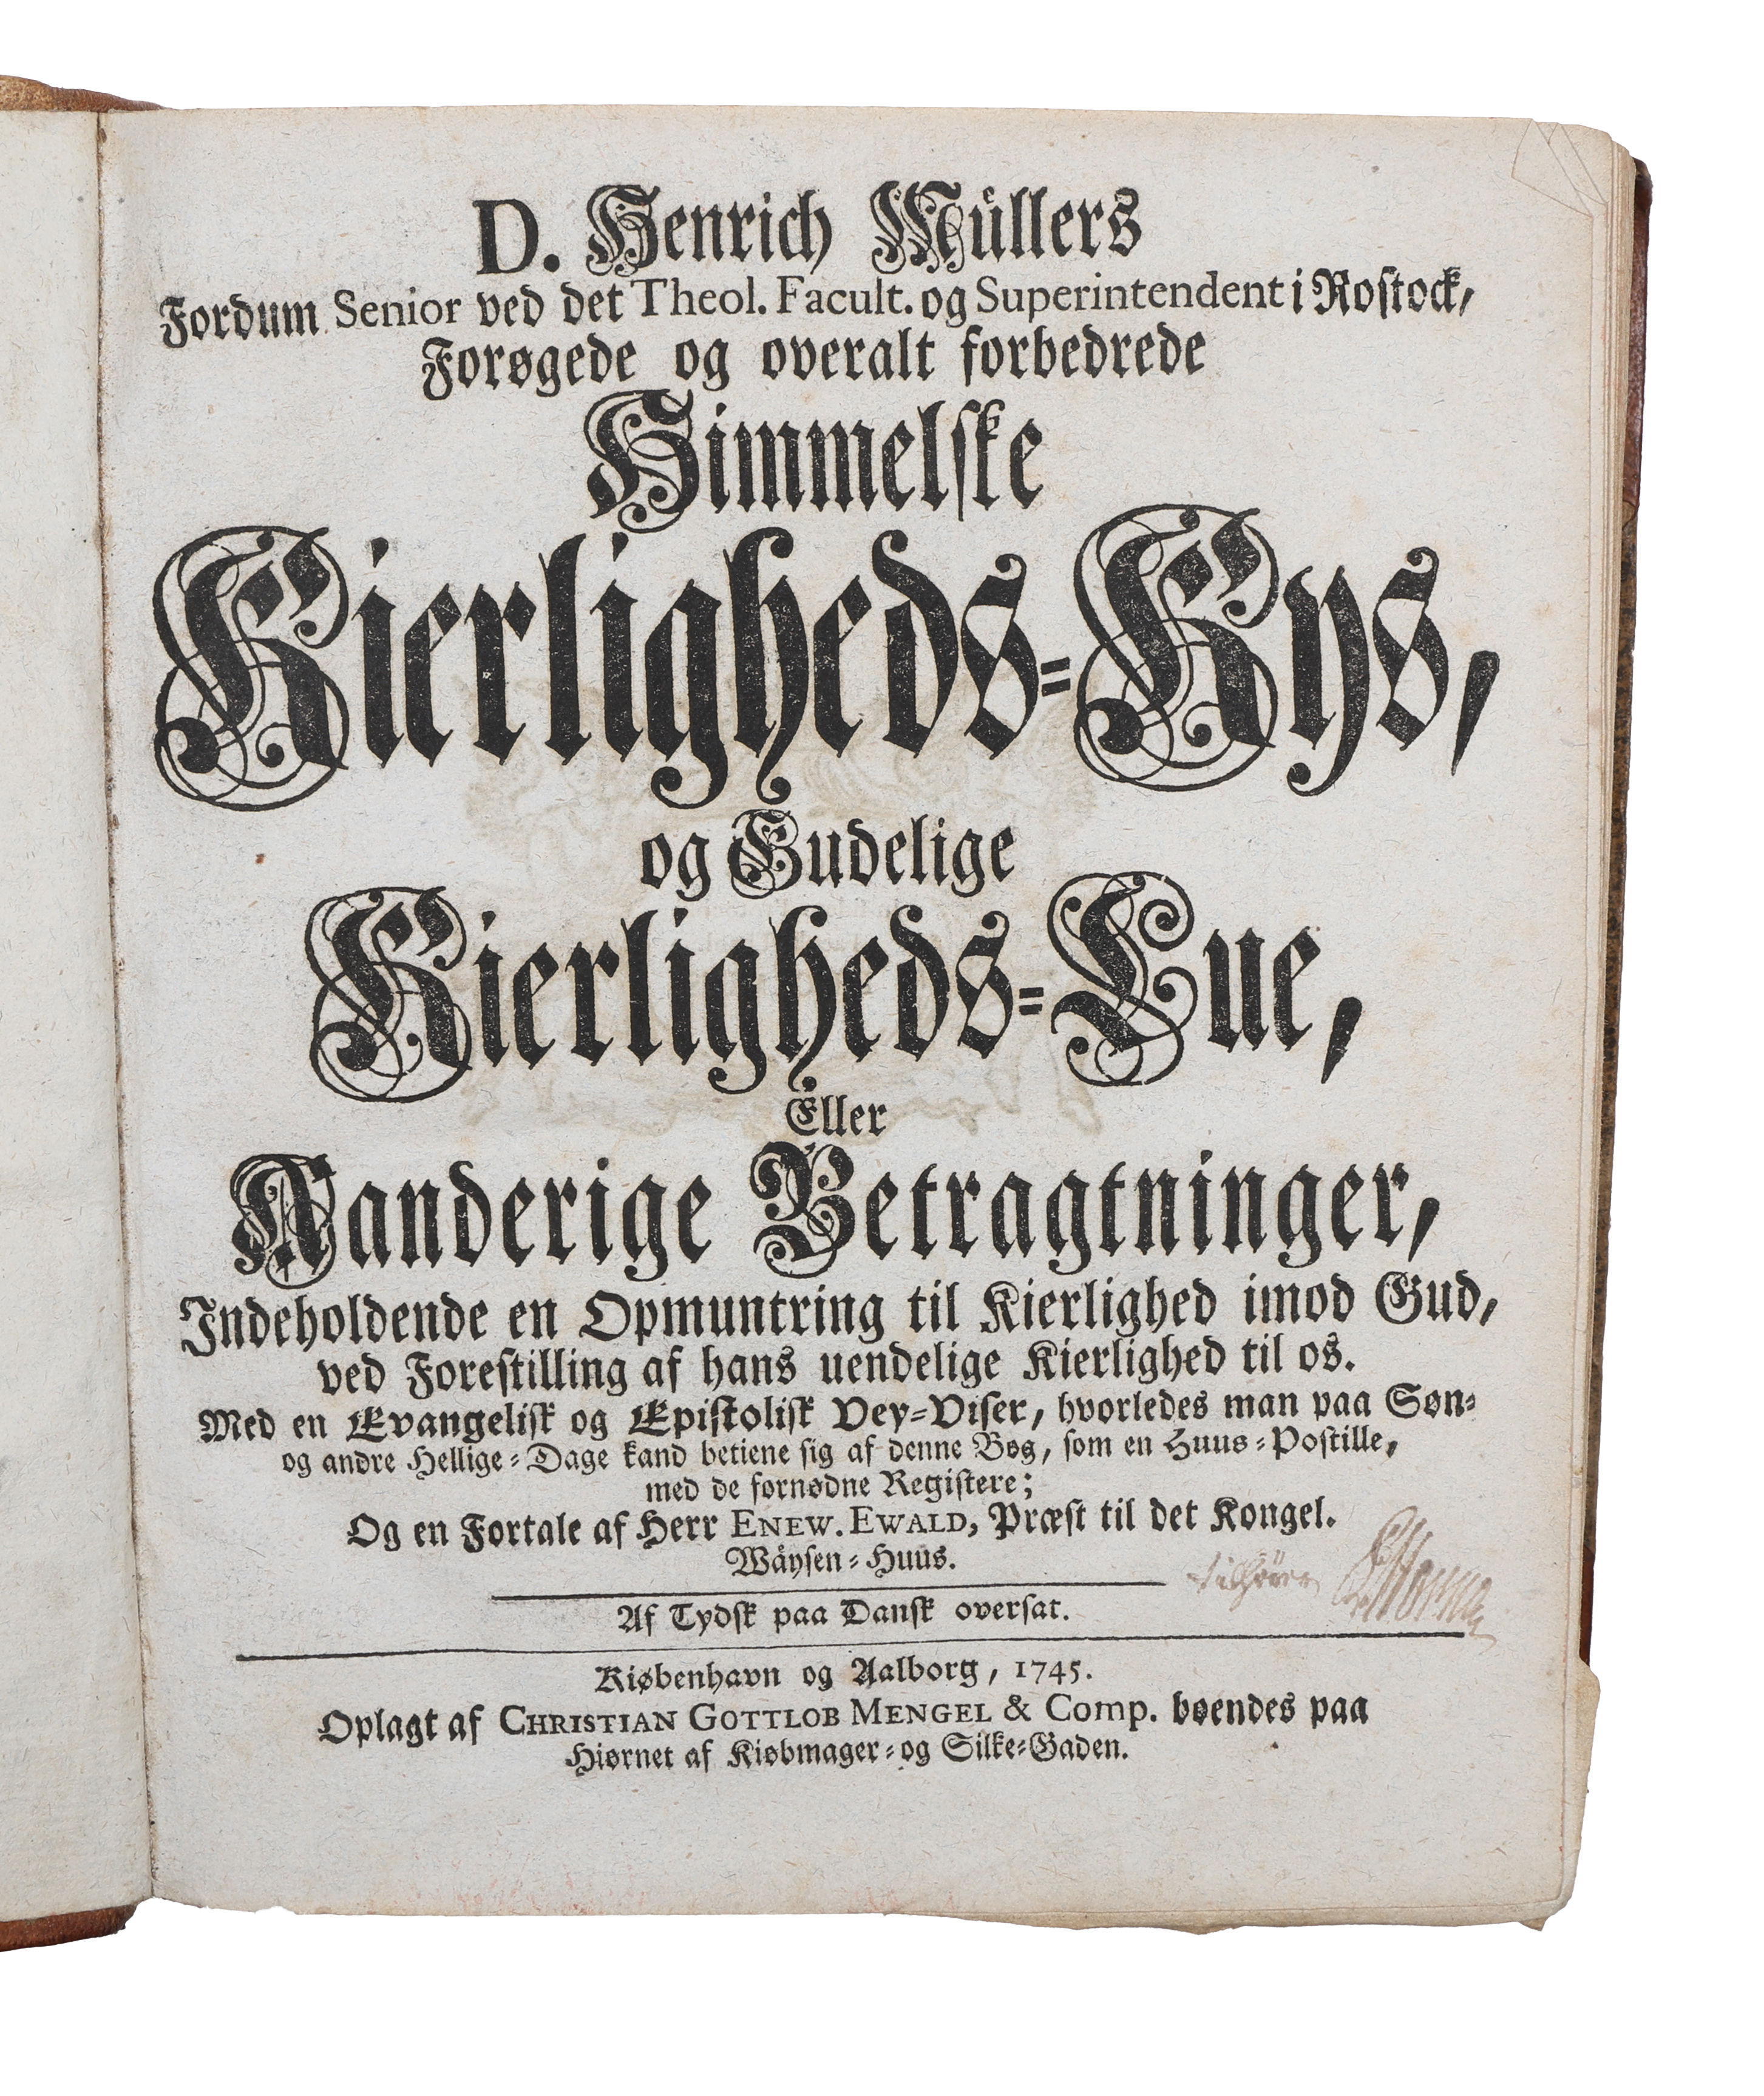 D. Henrich Müllers
Fordum Senior ved det Theol. Facult. og Superintendent i Rostock,
Forøgede og overalt forbedrede
Himmelske
Kierligheds-Kys,
og Gudelige
Kierligheds-Lue,
Eller
Aanderige Betragtninger,
Indeholdende en Opmuntring til Kierlighed imod Gud,
ved Forestilling af hans uendelige Kierlighed til os.
Med en Evangelisk og Epistolisk Vey-Viser, hvorledes man paa Søn-
og andre Hellige-Dage kand betiene sig af denne Bog, som en Huus-Postille,
med de fornødne Registere;
Og en Fortale af Herr ENEW. EWALD, Præst til det Kongel.
Wäysen-Huus.
tilhörer
Af Tydsk paa Dansk oversat.
Kiøbenhavn og Aalborg, 1745.
Oplagt af CHRISTIAN GOTTLOB MENGEL & Comp. boendes paa
Hiørnet af Kiøbmager- og Silke-Gaden.